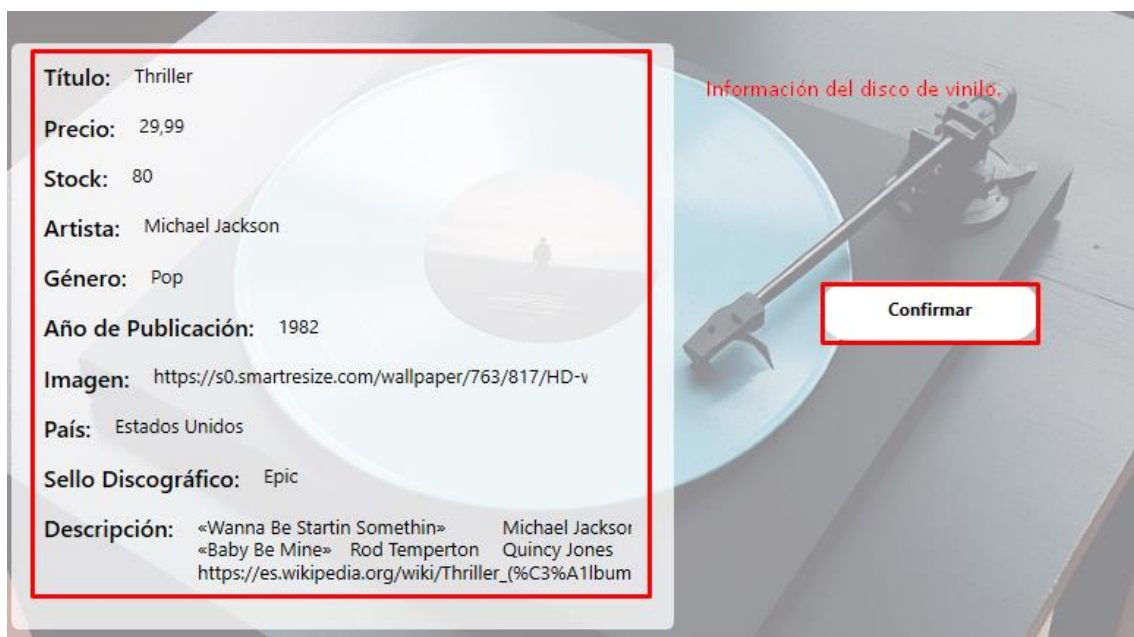 Título: Thriller
Información del disco de vinilo.
Precio: 29,99
Stock: 80
Artista: Michael Jackson
Género: Pop
Confirmar
Año de Publicación: 1982
Imagen: https://s0.smartresize.com/wallpaper/763/817/HD-v
País: Estados Unidos
Sello Discográfico: Epic
Descripción: «Wanna Be Startin Somethin» Michael Jackson
«Baby Be Mine» Rod Temperton Quincy Jones
https://es.wikipedia.org/wiki/Thriller_(%C3%A1lbum